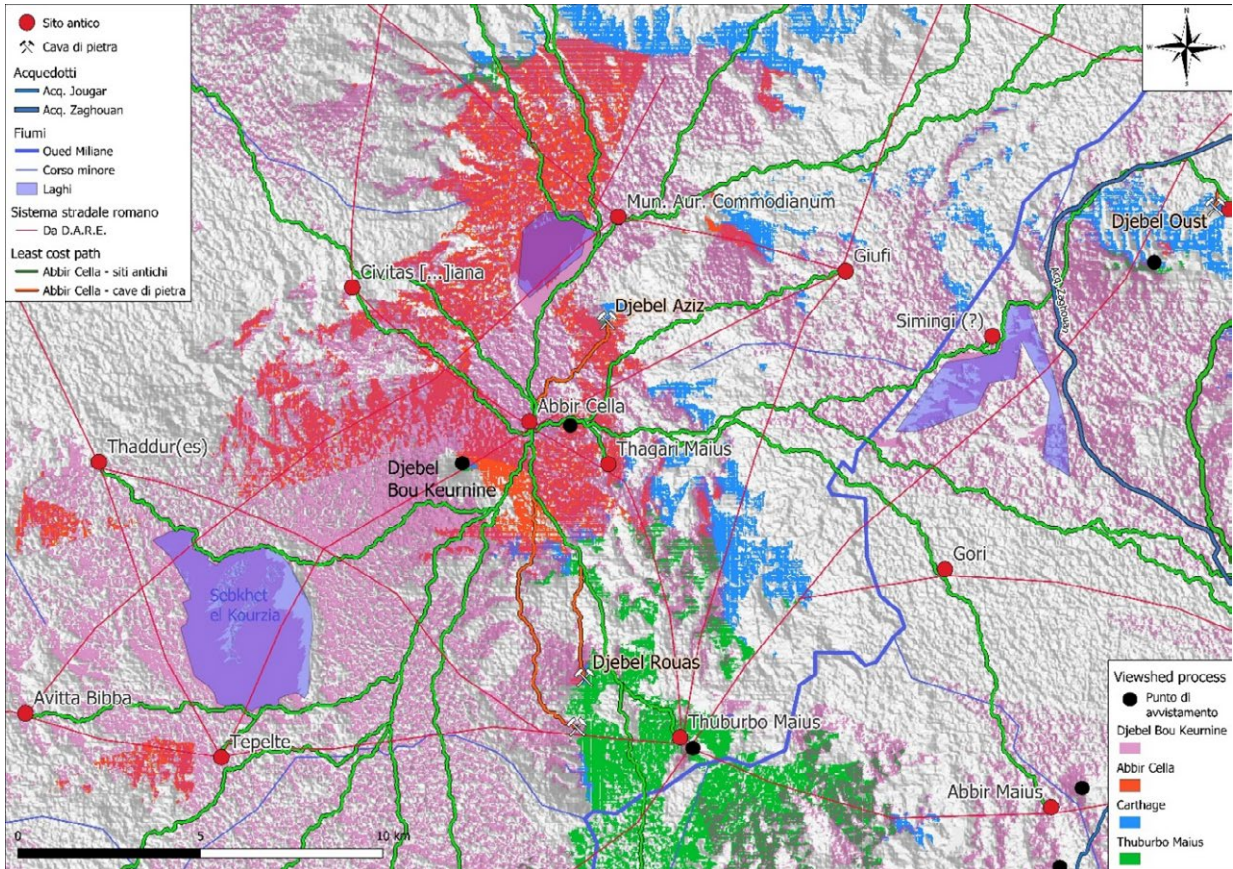 Sito antico
Cava di pietra
Acquedotti
Acq. Jougar
Acq. Zaghouan
Fiumi
Oued Miliane
Corso minore
Laghi
Sistema stradale romano
Da D.A.R.E.
Least cost path
Abbir Cella - siti antichi
Abbir Cella - cave di pietra
N
W
S
Mun. Aur. Commodianum
Djebel Oust
Civitas [...]iana
Giufi
Djebel Aziz
Acq. Zaghouan
Simingi (?)
Abbir Cella
Thaddur(es)
Djebel
Bou Keurnine
Thagari Maius
Gori
Sebkhet
el Kourzia
Djebel Rouas
Avitta Bibba
Thuburbo Maius
Tepelte
Abbir Maius
0
5
10 km
Viewshed process
Punto di
avvistamento
Djebel Bou Keurnine
Abbir Cella
Carthage
Thuburbo Maius